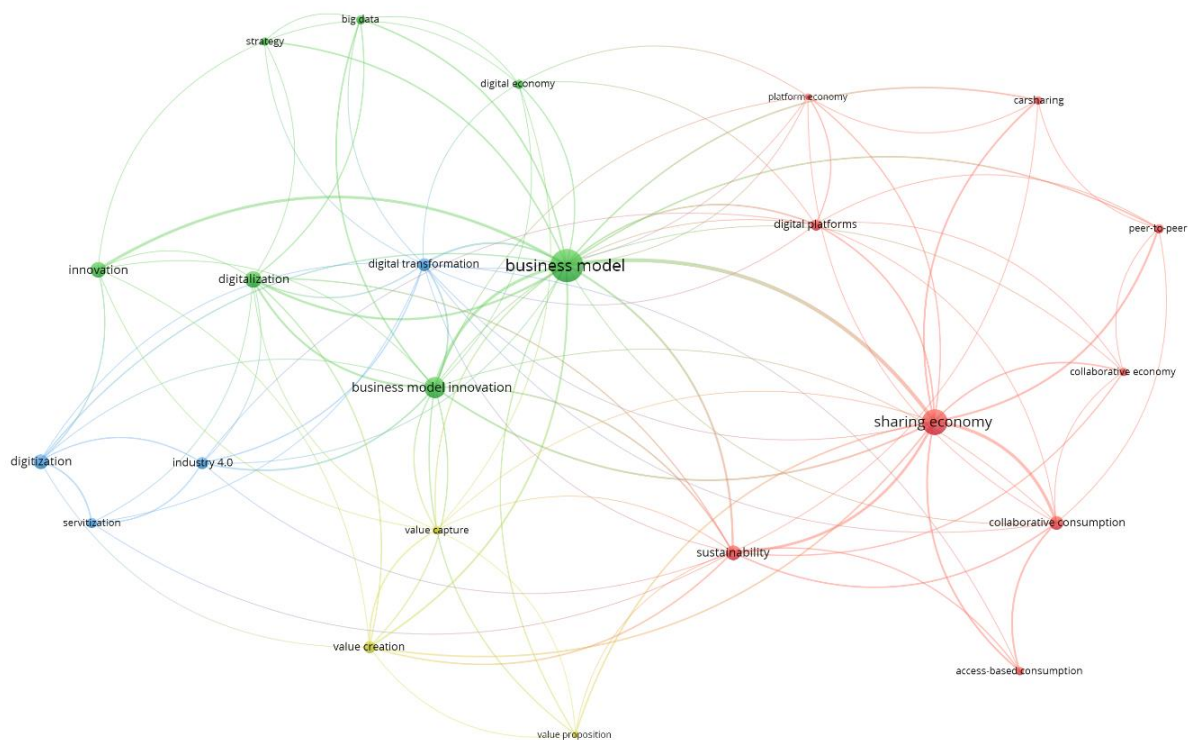 big data
strategy
digital economy
platform economy
carsharing
digital platforms
peer-to-peer
business model
digital transformation
innovation
digitalization
collaborative economy
business model innovation
sharing economy
digitization
industry 4.0
servitization
value capture
collaborative consumption
sustainability
value creation
access-based consumption
value proposition